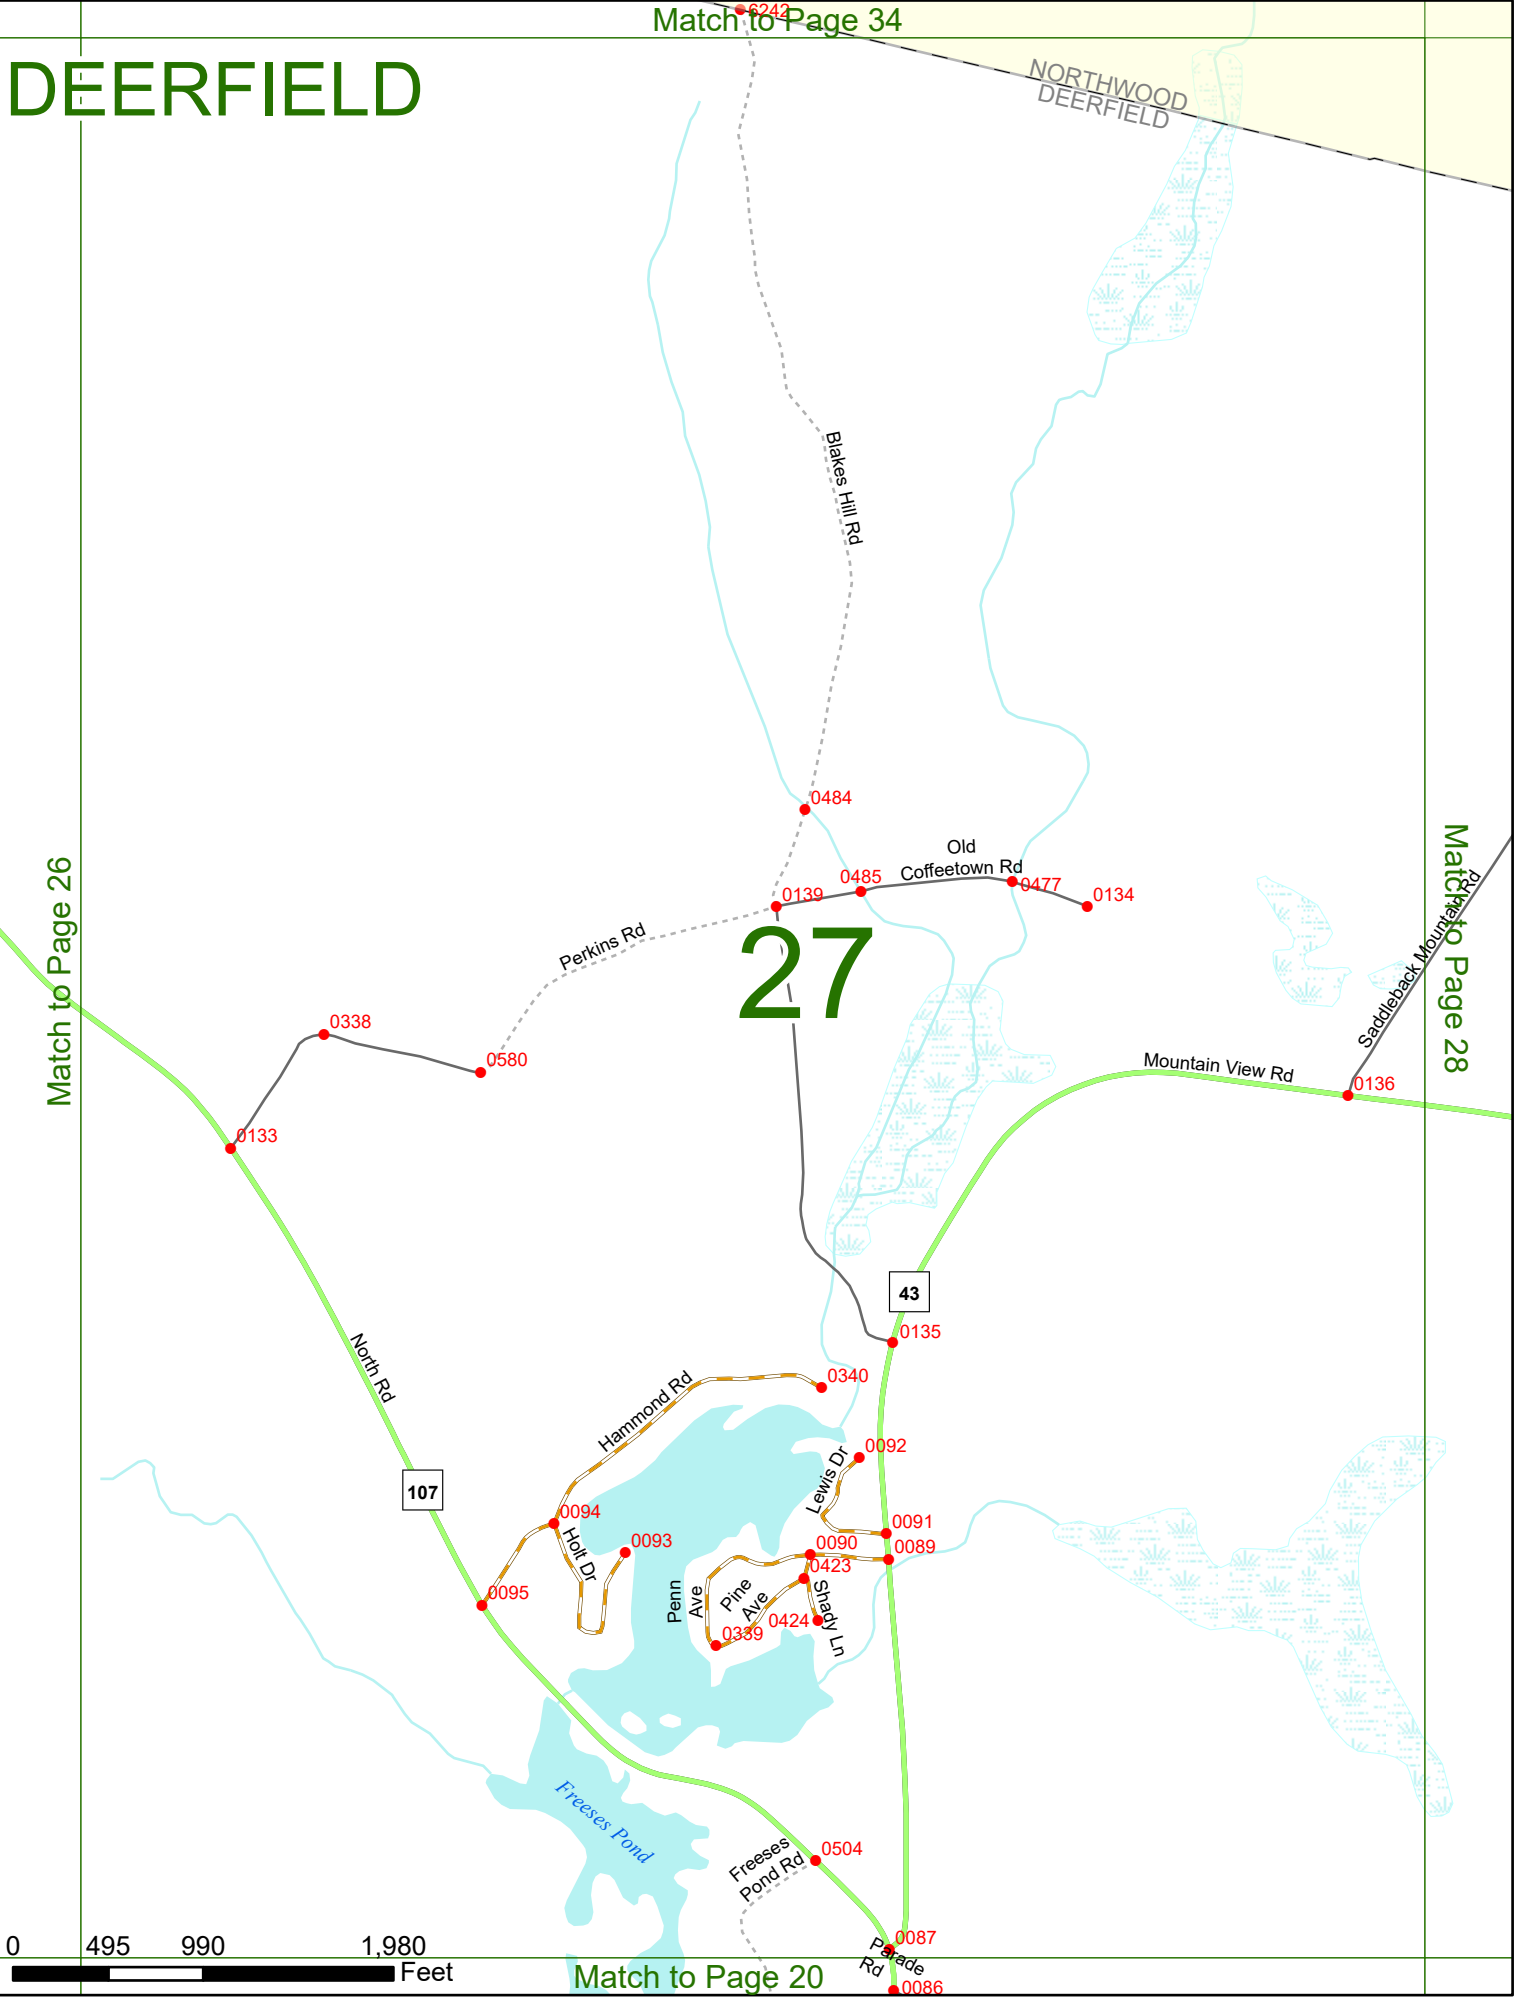 6242
Match to Page 34
DEERFIELD
NORTHWOOD
DEERFIELD
Blakes Hill Rd
0484
Old
Coffeetown Rd
0485
0477
0139
0134
Match to Page 26
Match to Page 28
Saddleback Mountain Rd
Perkins Rd
27
0338
0580
Mountain View Rd
0136
0133
43
0135
North Rd
Hammond Rd
0340
0092
Lewis Dr
107
0094
0091
Holt Dr
0093
0090
0089
0423
0095
Penn
Ave
Pine
Ave
Shady Ln
0424
0339
Freeses Pond
0504
Freeses
Pond Rd
0087
Parade
Rd
0086
0 495 990 1,980
Feet
Match to Page 20